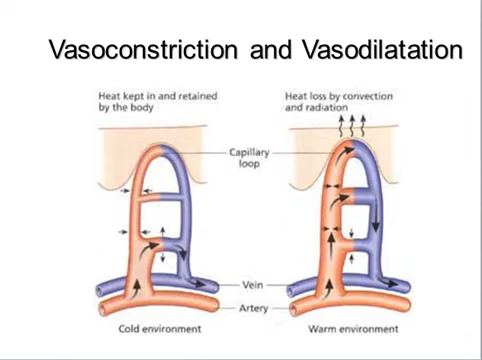 Vasoconstriction and Vasodilatation
Heat kept in and retained
by the body
Heat loss by convection
and radiation
Capillary
loop
Vein
Artery
Cold environment
Warm environment